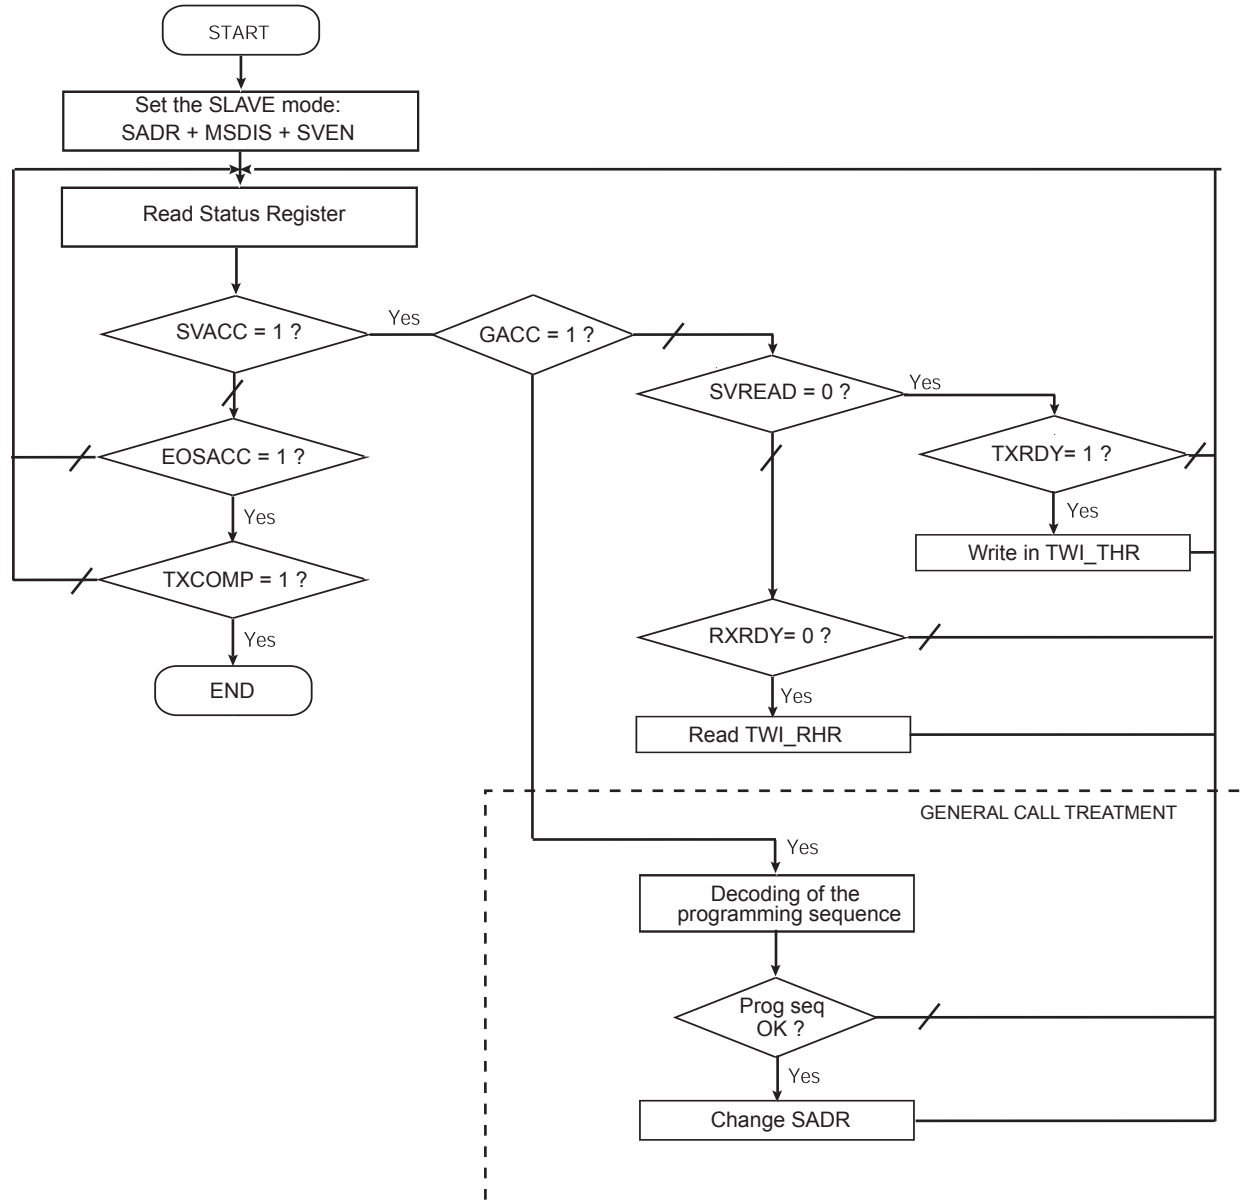 START
Set the SLAVE mode:
SADR + MSDIS + SVEN
Read Status Register
SVACC = 1 ?
Yes
GACC = 1 ?
SVREAD = 0 ?
Yes
EOSACC = 1 ?
TXRDY= 1 ?
Yes
Yes
Write in TWI_THR
TXCOMP = 1 ?
Yes
RXRDY= 0 ?
END
Yes
Read TWI_RHR
GENERAL CALL TREATMENT
Yes
Decoding of the
programming sequence
Prog seq
OK ?
Yes
Change SADR